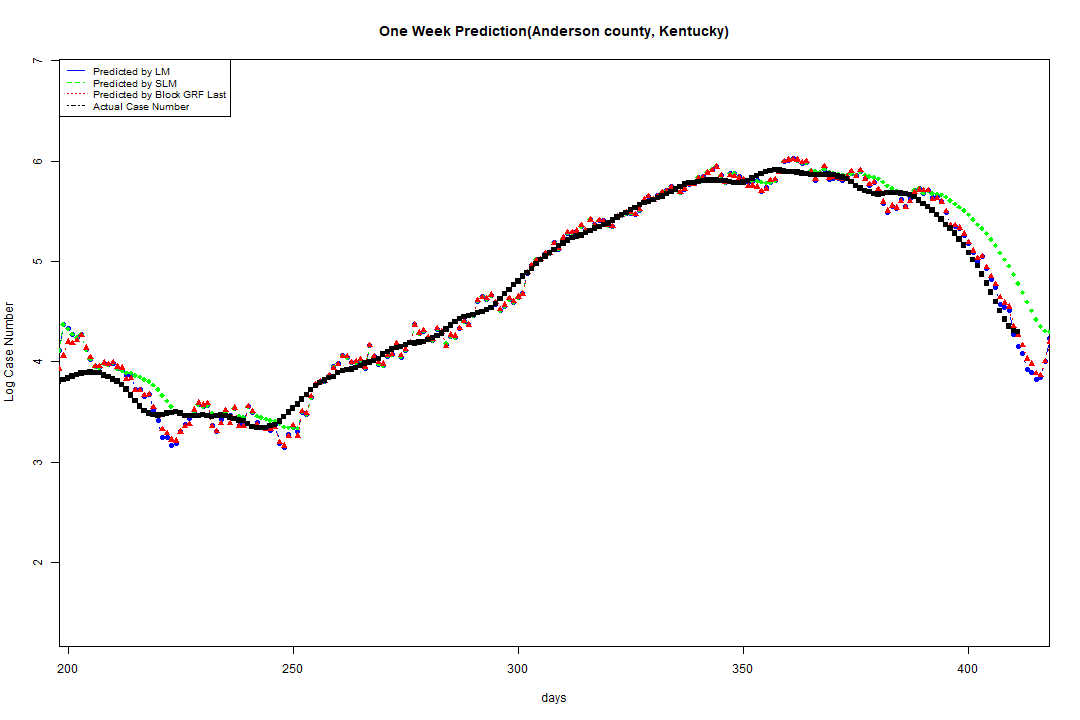 One Week Prediction(Anderson county, Kentucky)
Predicted by LM
Predicted by SLM
Predicted by Block GRF Last
Actual Case Number
7
6
5
4
3
2
Log Case Number
200 250 300 350 400
days